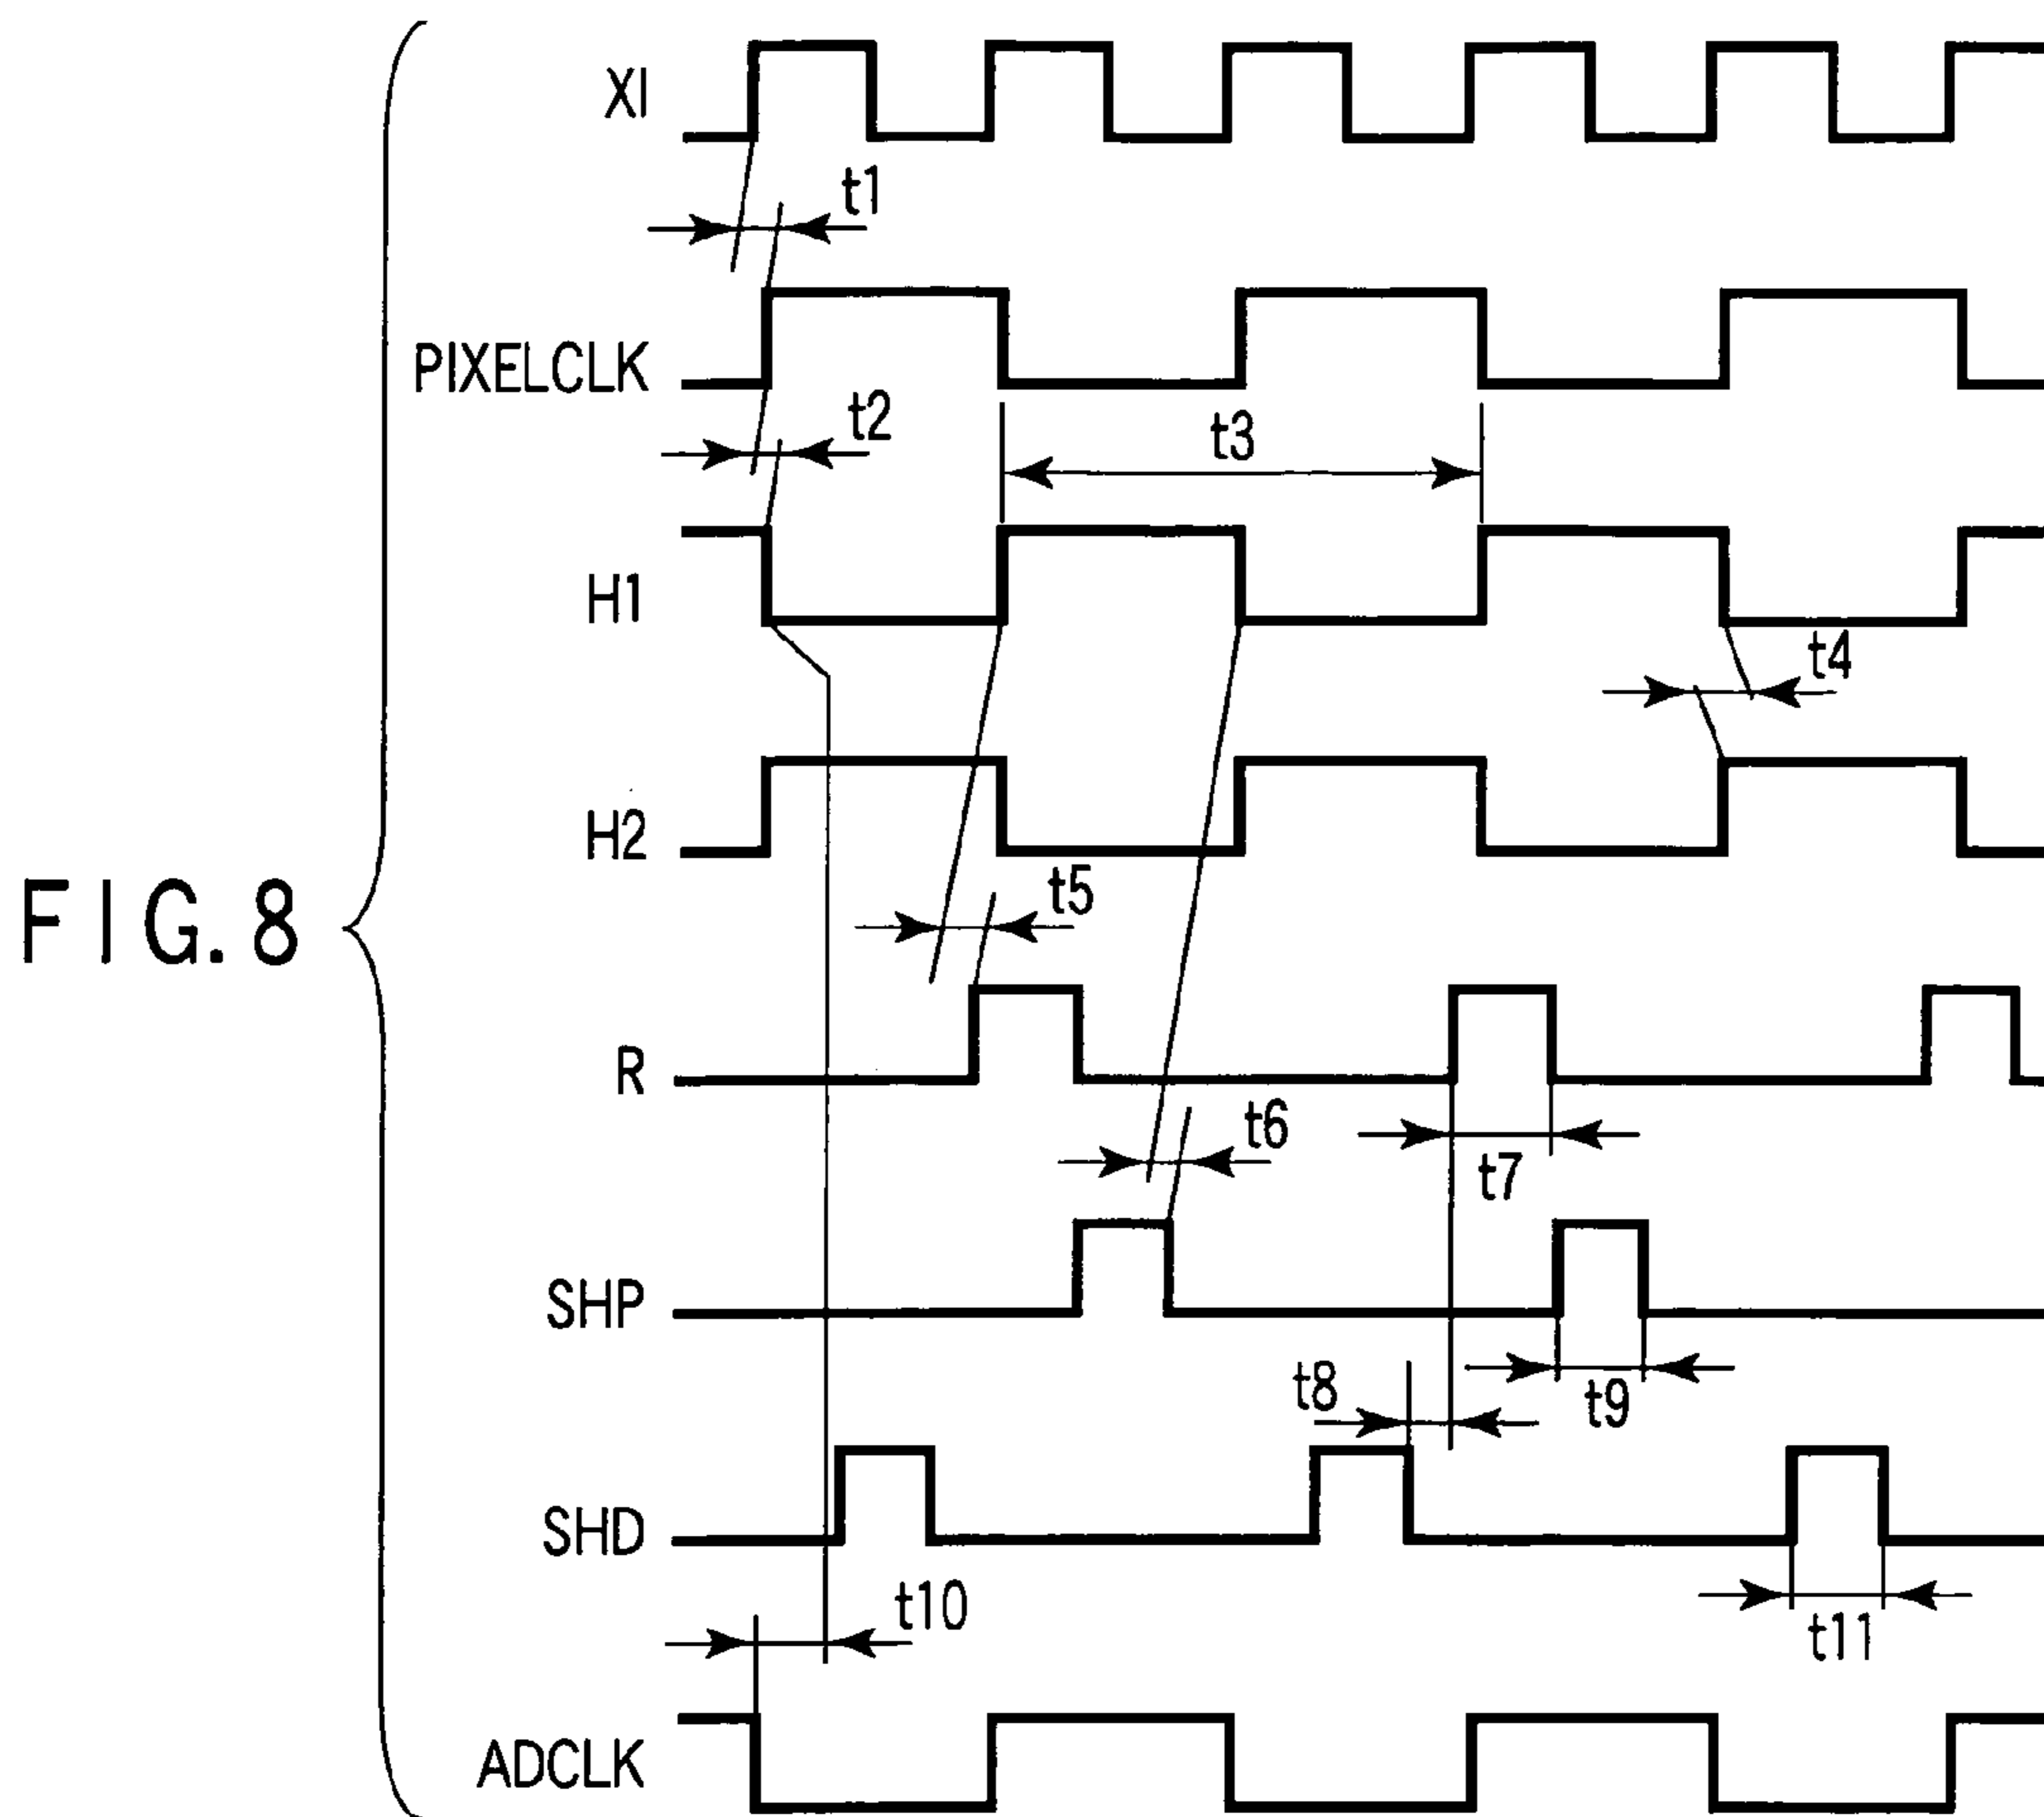 XI
t1
PIXELCLK
t2
t3
H1
t4
H2
FIG. 8
t5
R
t6
t7
SHP
t8
t9
SHD
t10
t11
ADCLK